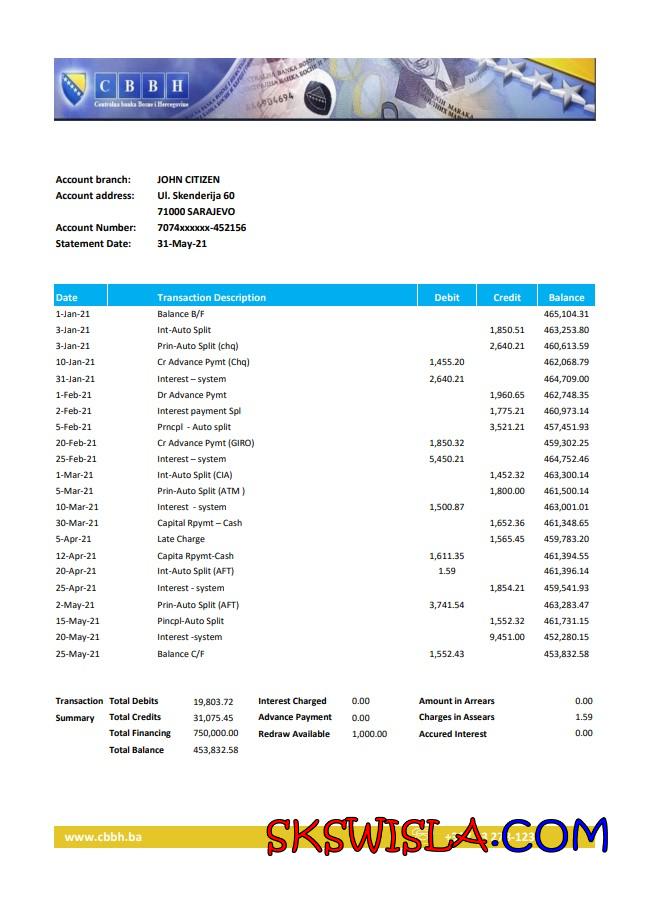 C B B H
Centralna banka Bosne i Hercegovine
Account branch: JOHN CITIZEN
Account address: Ul. Skenderija 60
71000 SARAJEVO
Account Number: 7074xxxxxx-452156
Statement Date: 31-May-21
Date Transaction Description Debit Credit Balance
1-Jan-21 Balance B/F 465,104.31
3-Jan-21 Int-Auto Split 1,850.51 463,253.80
3-Jan-21 Prin-Auto Split (chq) 2,640.21 460,613.59
10-Jan-21 Cr Advance Pymt (Chq) 1,455.20 462,068.79
31-Jan-21 Interest – system 2,640.21 464,709.00
1-Feb-21 Dr Advance Pymt 1,960.65 462,748.35
2-Feb-21 Interest payment Spl 1,775.21 460,973.14
5-Feb-21 Prncpl - Auto split 3,521.21 457,451.93
20-Feb-21 Cr Advance Pymt (GIRO) 1,850.32 459,302.25
25-Feb-21 Interest – system 5,450.21 464,752.46
1-Mar-21 Int-Auto Split (CIA) 1,452.32 463,300.14
5-Mar-21 Prin-Auto Split (ATM ) 1,800.00 461,500.14
10-Mar-21 Interest - system 1,500.87 463,001.01
30-Mar-21 Capital Rpymt – Cash 1,652.36 461,348.65
5-Apr-21 Late Charge 1,565.45 459,783.20
12-Apr-21 Capita Rpymt-Cash 1,611.35 461,394.55
20-Apr-21 Int-Auto Split (AFT) 1.59 461,396.14
25-Apr-21 Interest - system 1,854.21 459,541.93
2-May-21 Prin-Auto Split (AFT) 3,741.54 463,283.47
15-May-21 Pincpl-Auto Split 1,552.32 461,731.15
20-May-21 Interest -system 9,451.00 452,280.15
25-May-21 Balance C/F 1,552.43 453,832.58
Transaction Total Debits 19,803.72 Interest Charged 0.00 Amount in Arrears 0.00
Summary Total Credits 31,075.45 Advance Payment 0.00 Charges in Assears 1.59
Total Financing 750,000.00 Redraw Available 1,000.00 Accured Interest 0.00
Total Balance 453,832.58
www.cbbh.ba
SKSWISLA.COM